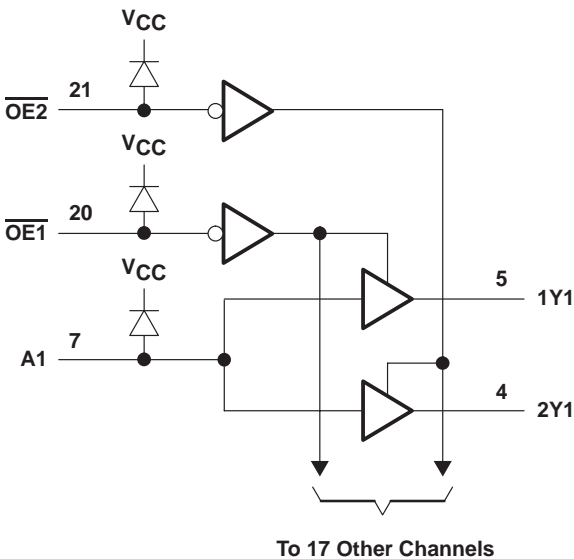 VCC
21
OE2
VCC
20
OE1
VCC
5
1Y1
7
A1
4
2Y1
To 17 Other Channels